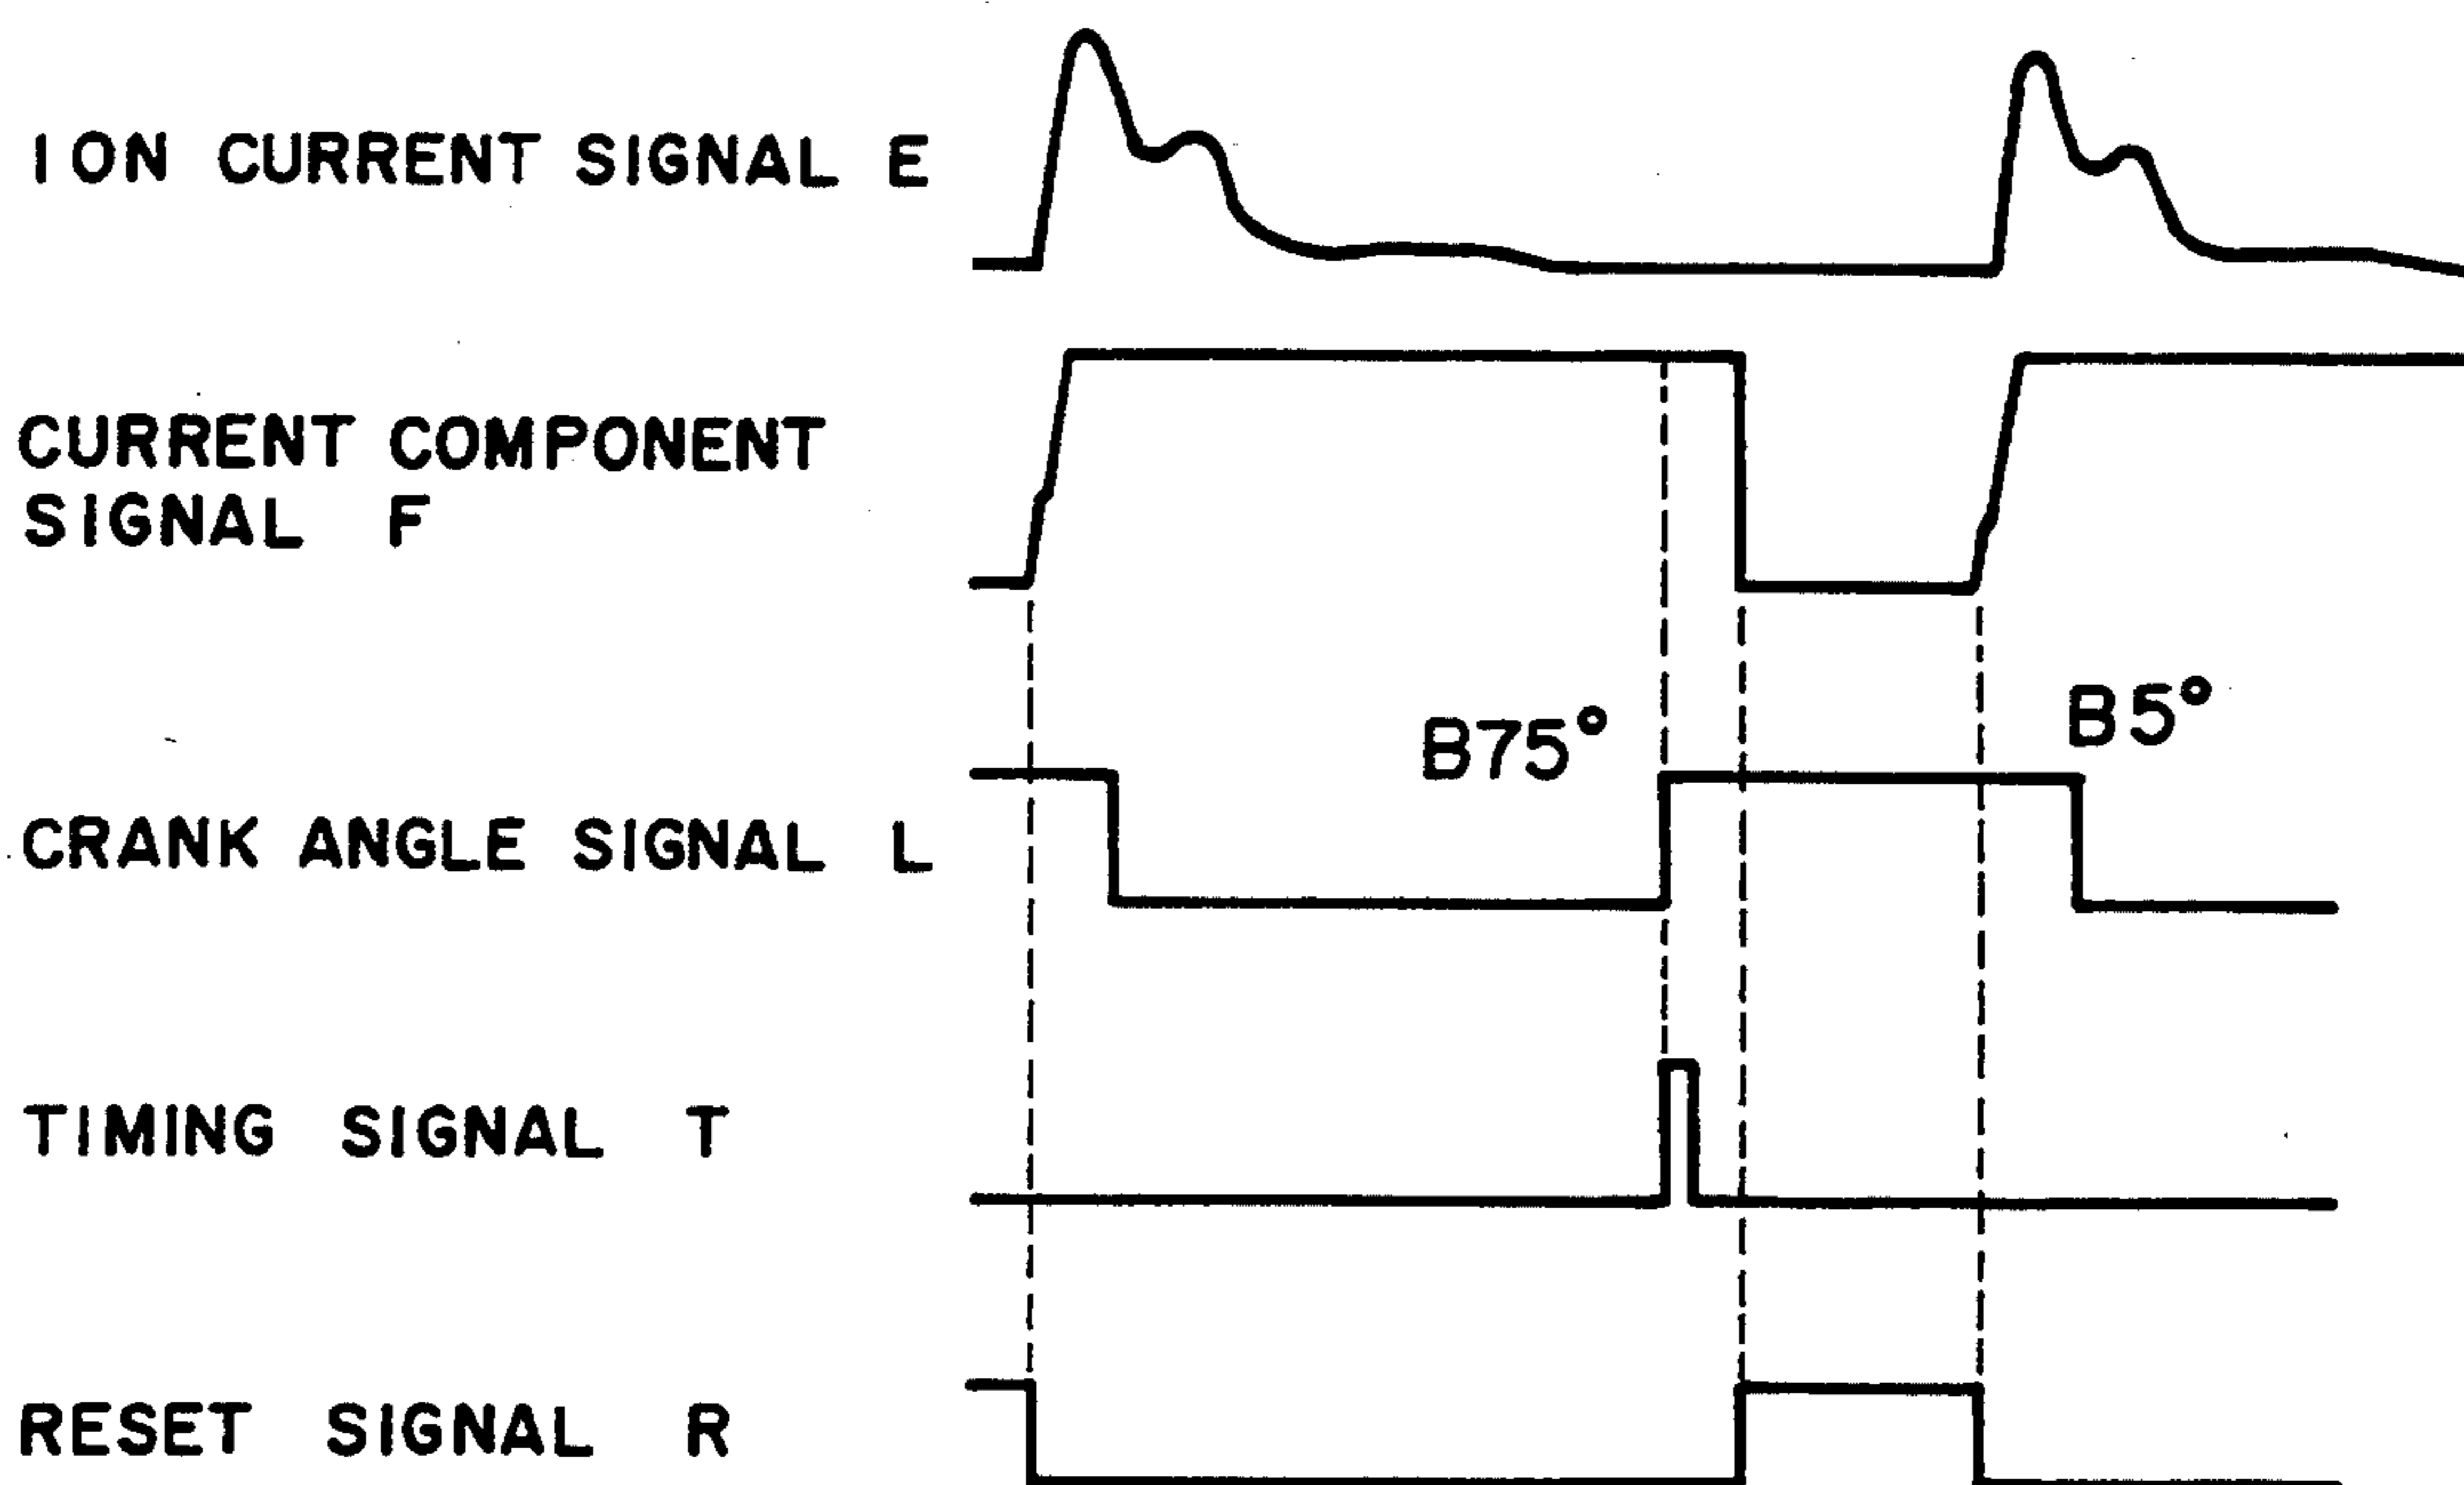 ION CURRENT SIGNAL E
CURRENT COMPONENT
SIGNAL F
B75°
B5°
CRANK ANGLE SIGNAL L
TIMING SIGNAL T
RESET SIGNAL R